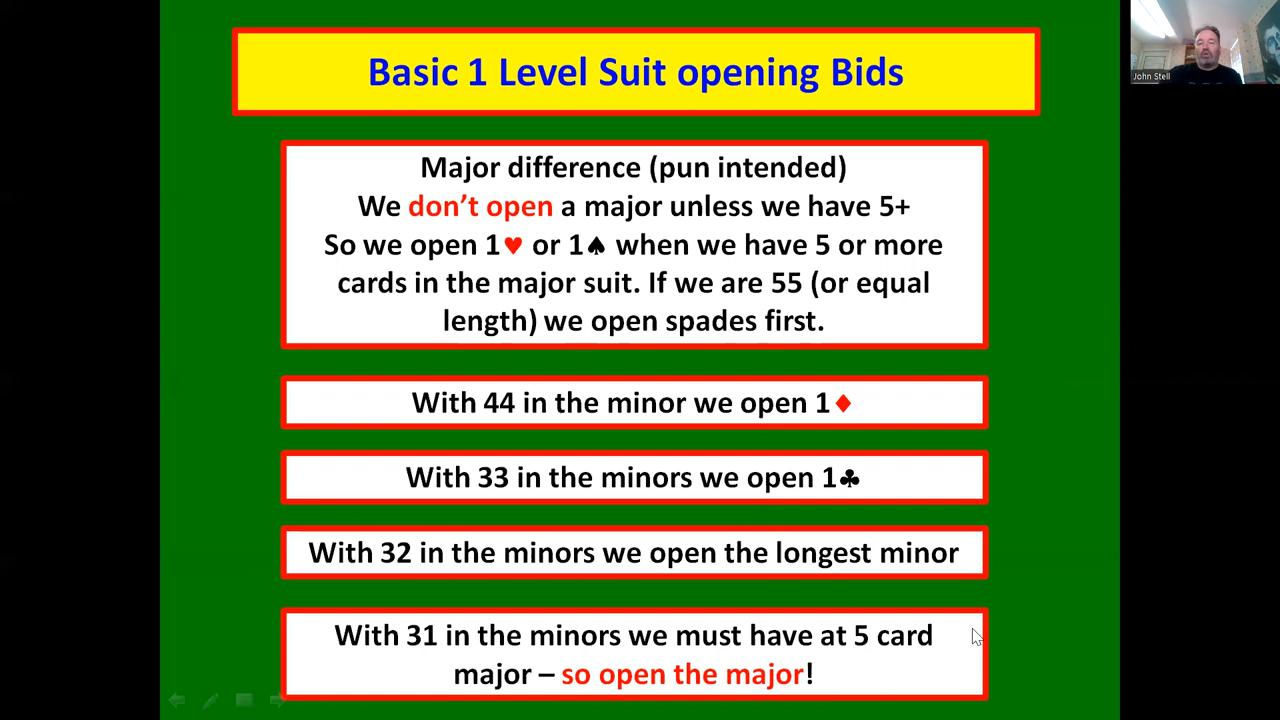 Basic 1 Level Suit opening Bids
John Stell
Major difference (pun intended)
We don’t open a major unless we have 5+
So we open 1♥ or 1♠ when we have 5 or more
cards in the major suit. If we are 55 (or equal
length) we open spades first.
With 44 in the minor we open 1♦
With 33 in the minors we open 1♣
With 32 in the minors we open the longest minor
With 31 in the minors we must have at 5 card
major – so open the major!